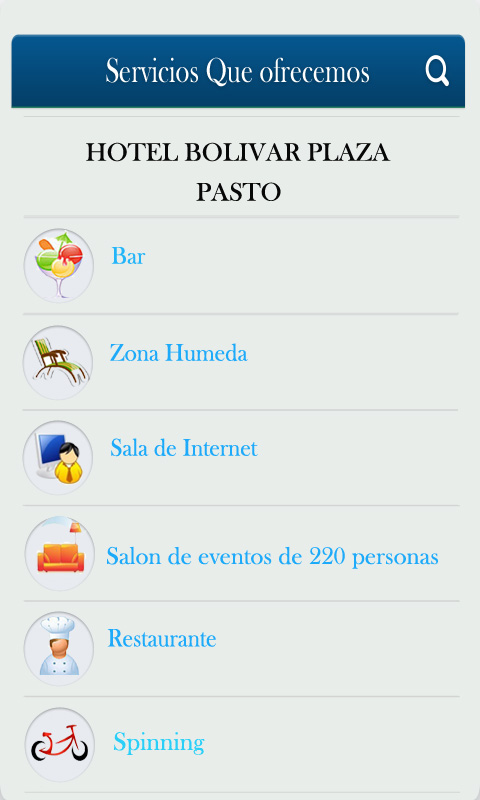 Servicios Que ofrecemos
HOTEL BOLIVAR PLAZA
PASTO
Bar
Zona Humeda
Sala de Internet
Salon de eventos de 220 personas
Restaurante
Spinning